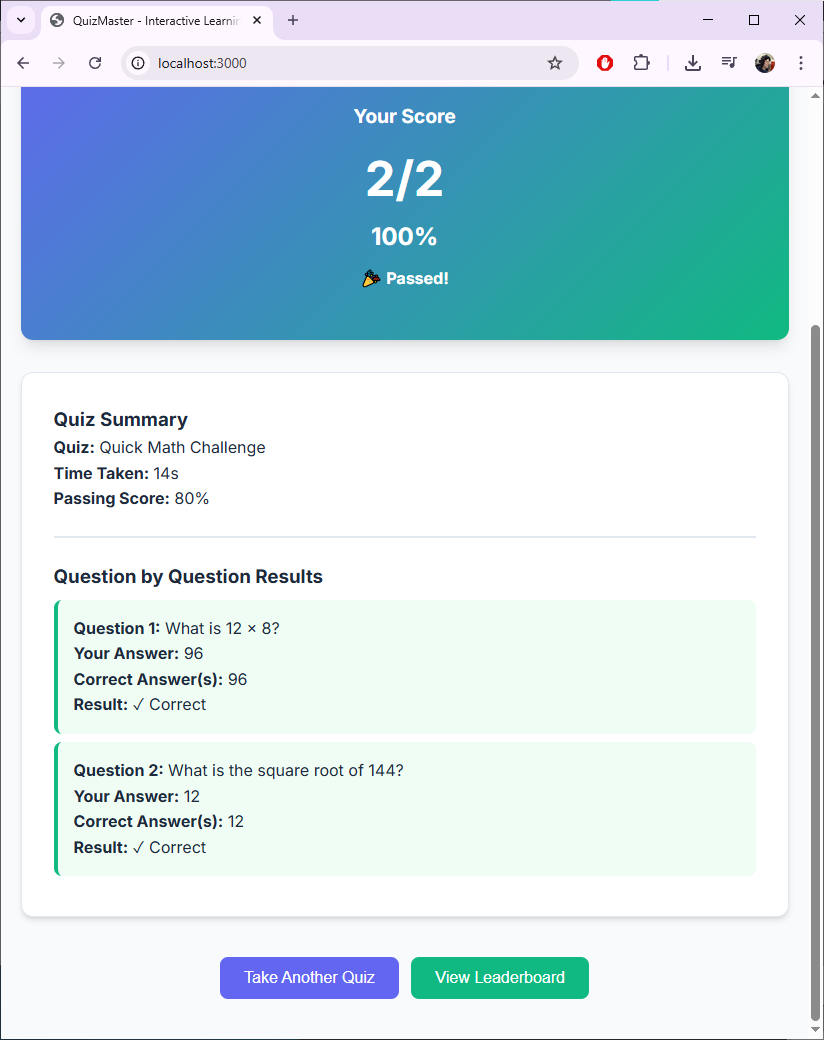 QuizMaster - Interactive Learnin
localhost:3000
Your Score
2/2
100%
🎉 Passed!
Quiz Summary
Quiz: Quick Math Challenge
Time Taken: 14s
Passing Score: 80%
Question by Question Results
Question 1: What is 12 × 8?
Your Answer: 96
Correct Answer(s): 96
Result: ✓ Correct
Question 2: What is the square root of 144?
Your Answer: 12
Correct Answer(s): 12
Result: ✓ Correct
Take Another Quiz
View Leaderboard